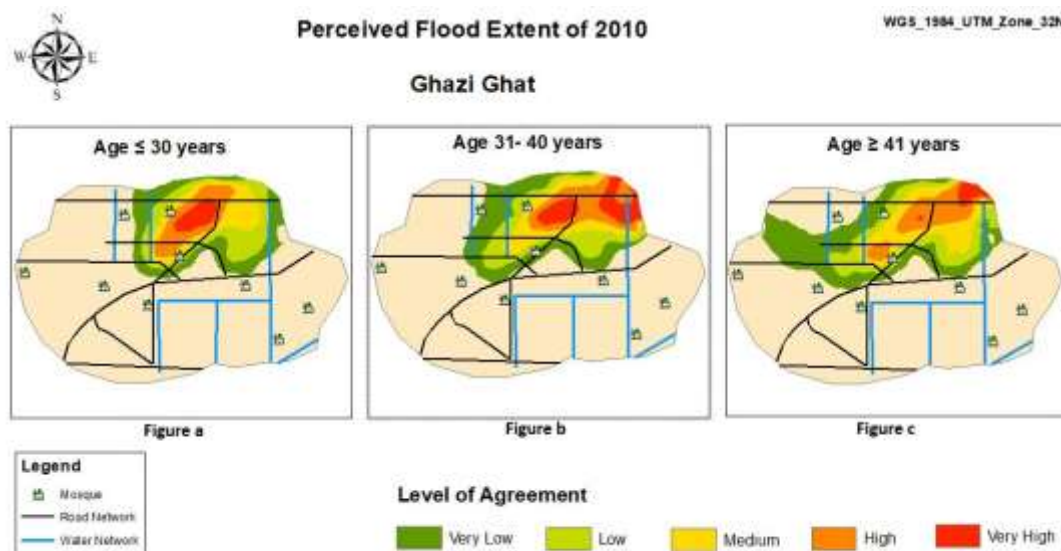 N
W E
S
Perceived Flood Extent of 2010
WGS_1984_UTM_Zone_32N
Ghazi Ghat
Age ≤ 30 years
Age 31- 40 years
Age ≥ 41 years
Figure a
Figure b
Figure c
Legend
Mosque
Road Network
Water Network
Level of Agreement
Very Low
Low
Medium
High
Very High